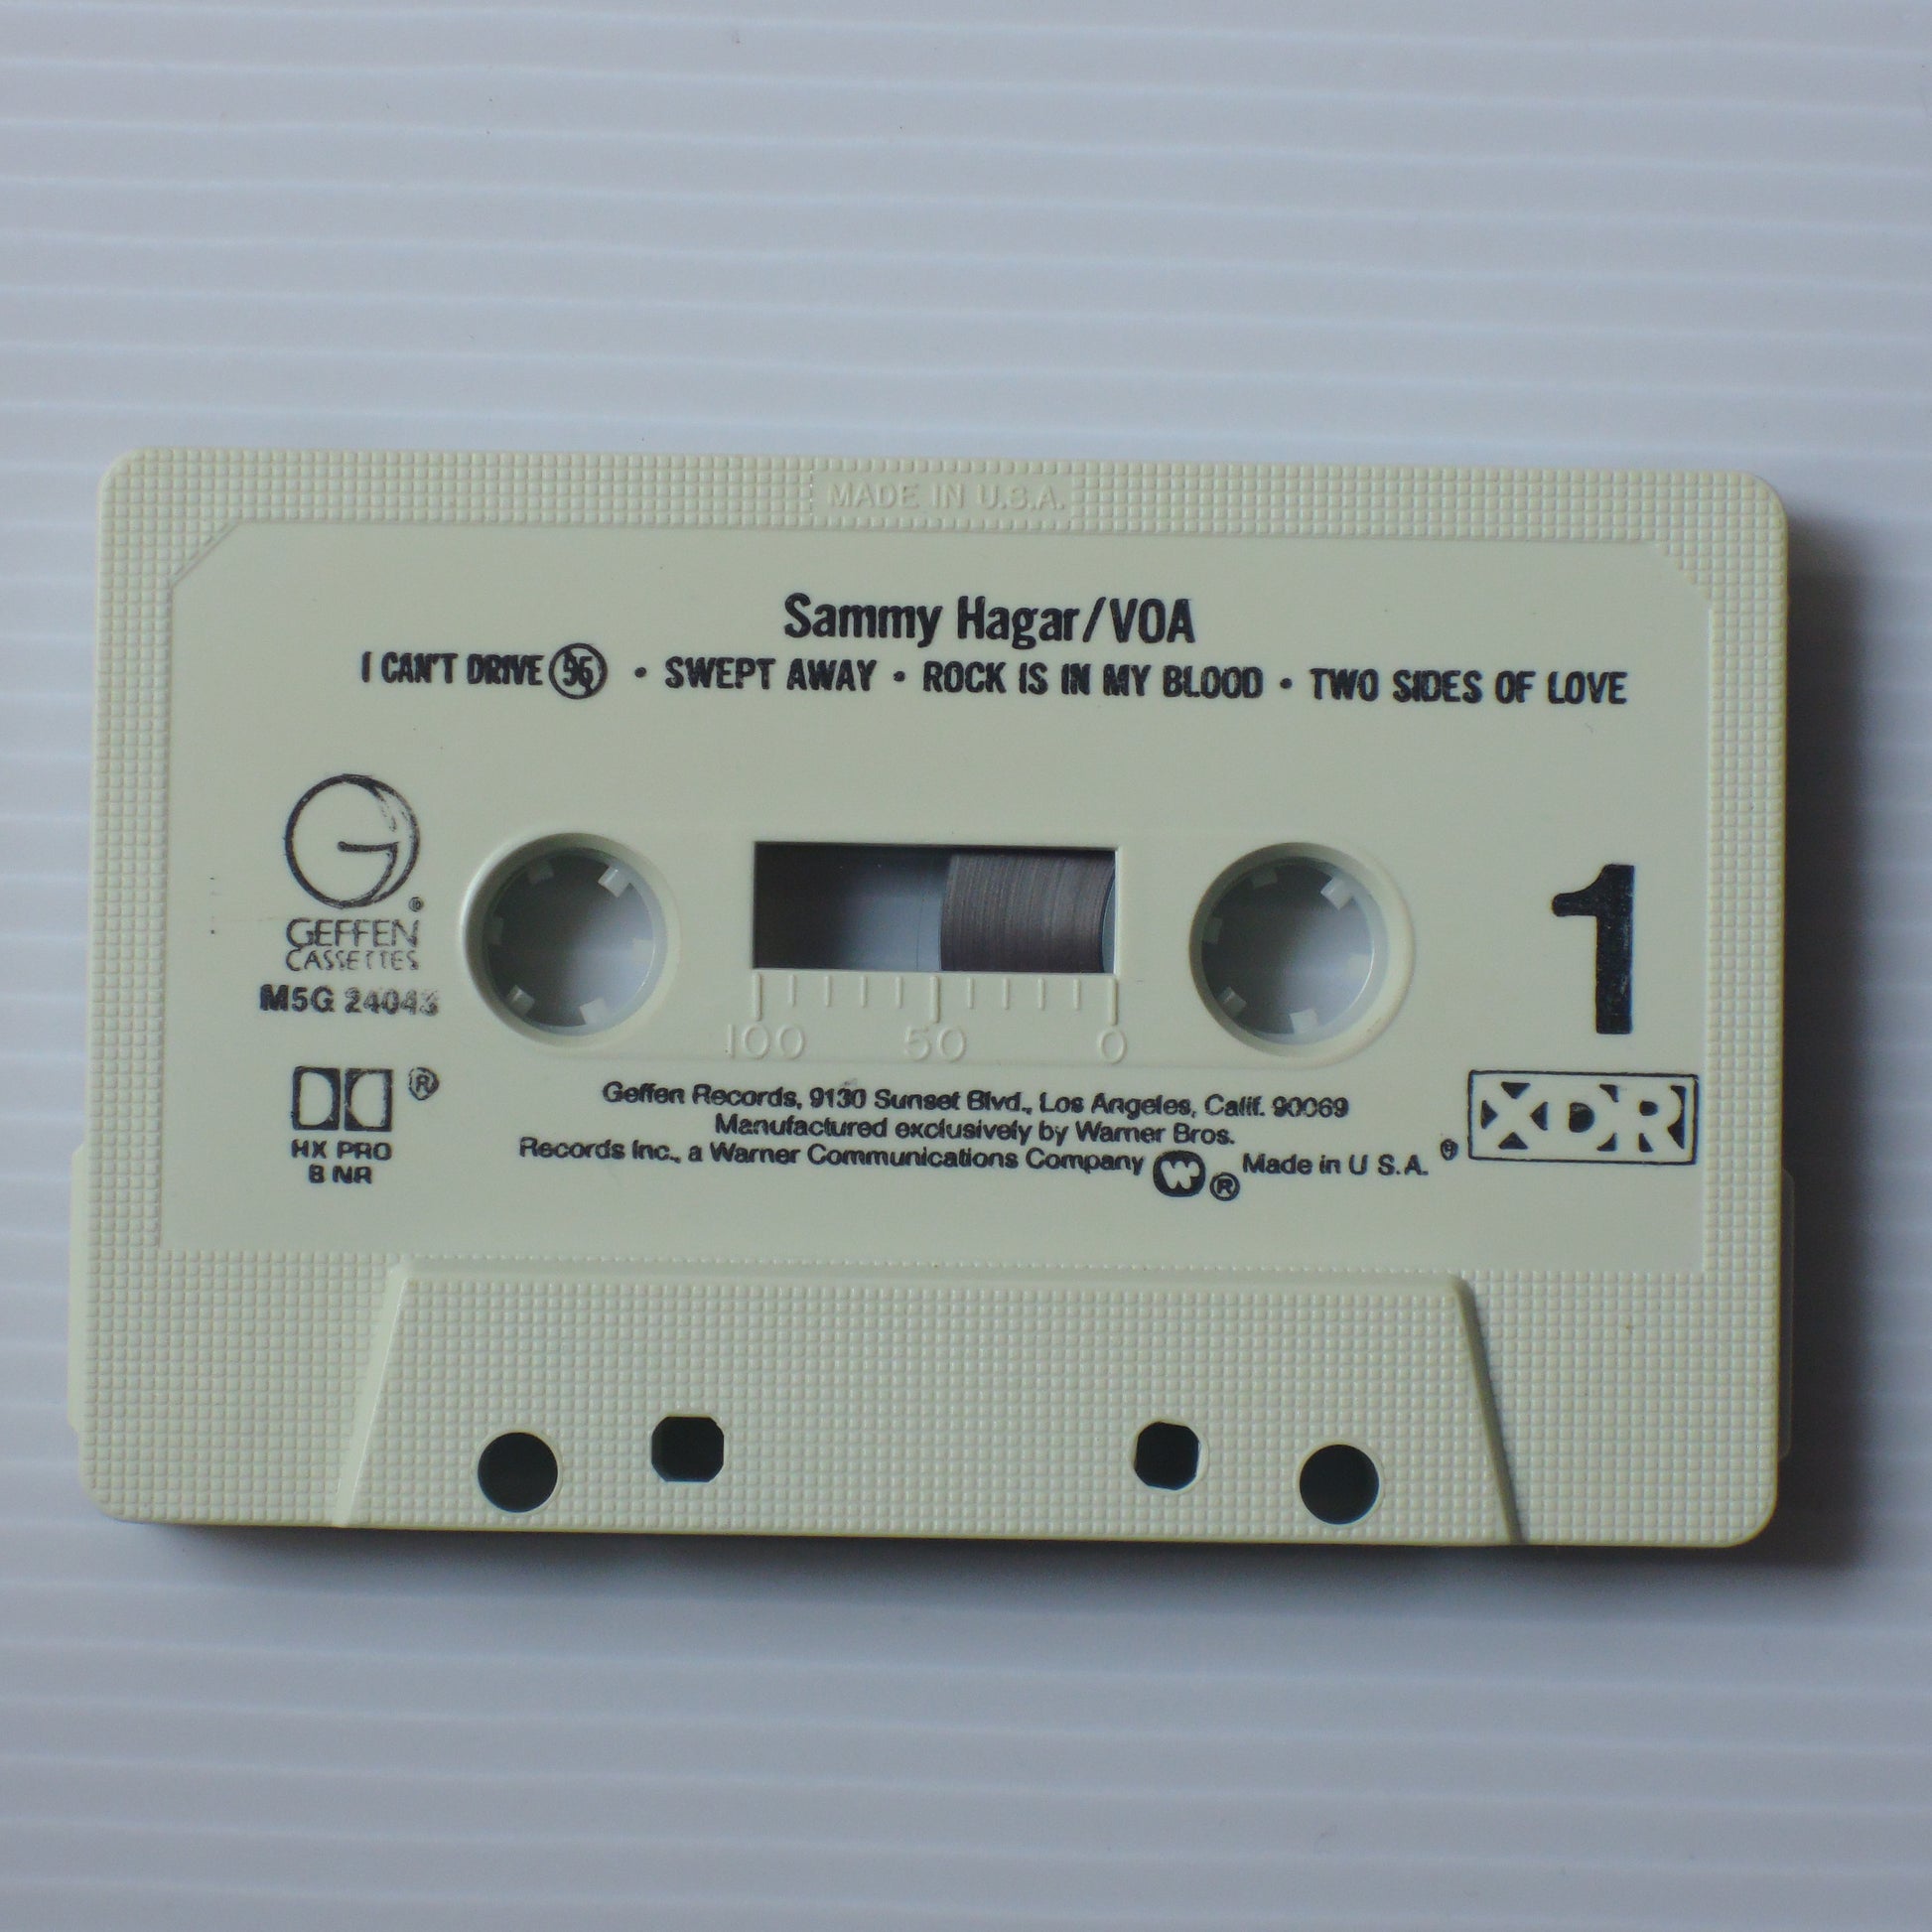 MADE IN U.S.A.
Sammy Hagar/VOA
I CAN'T DRIVE 55 • SWEPT AWAY • ROCK IS IN MY BLOOD • TWO SIDES OF LOVE
G
®
GEFFEN
CASSETTES
M5G 24043
1
100 50 0
®
HX PRO
B NR
Geffen Records, 9130 Sunset Blvd., Los Angeles, Calif. 90069
Manufactured exclusively by Warner Bros.
Records Inc., a Warner Communications Company W ® Made in U S.A.
® XDR